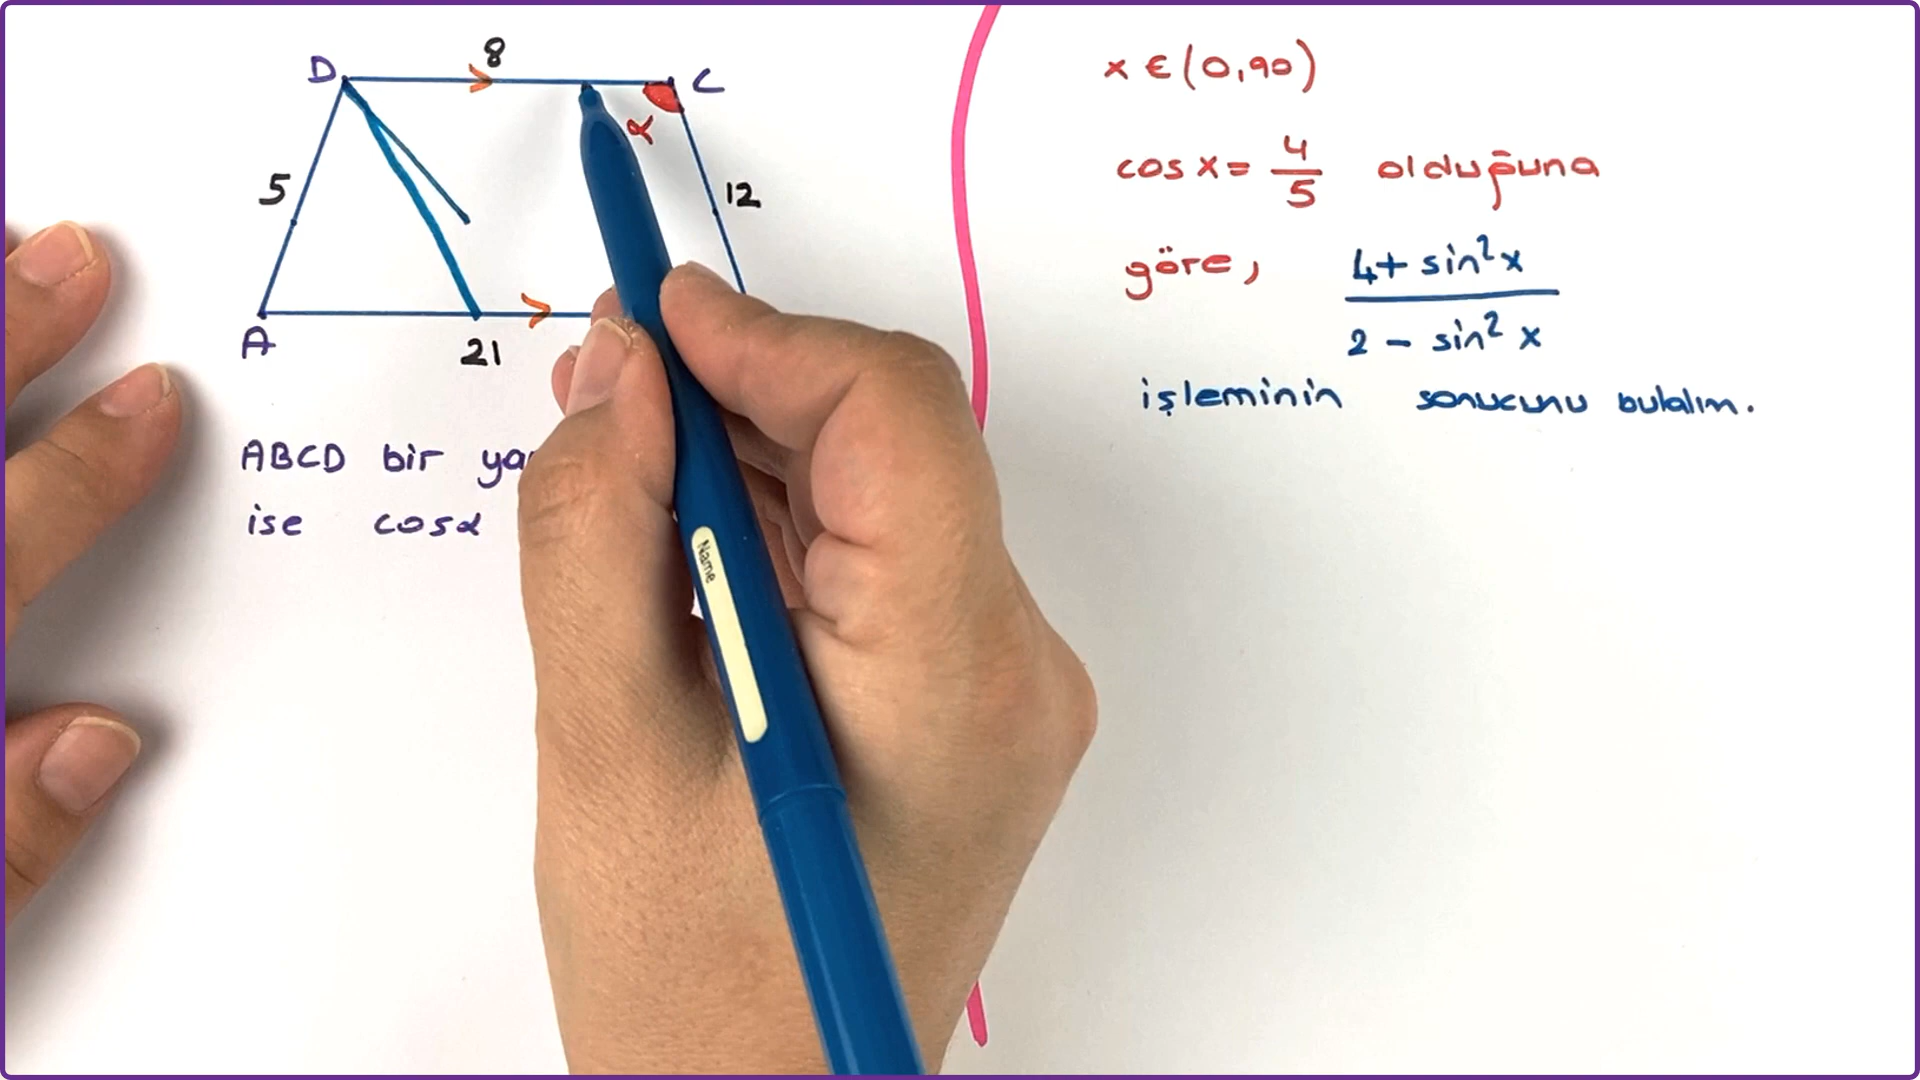 8
D C
α
5 12
A
21
ABCD bir
ise cosα
Name
x ∈ (0,90)
cos x = 4/5 olduğuna
göre, 4 + sin²x / 2 - sin²x
işleminin sonucunu bulalım.